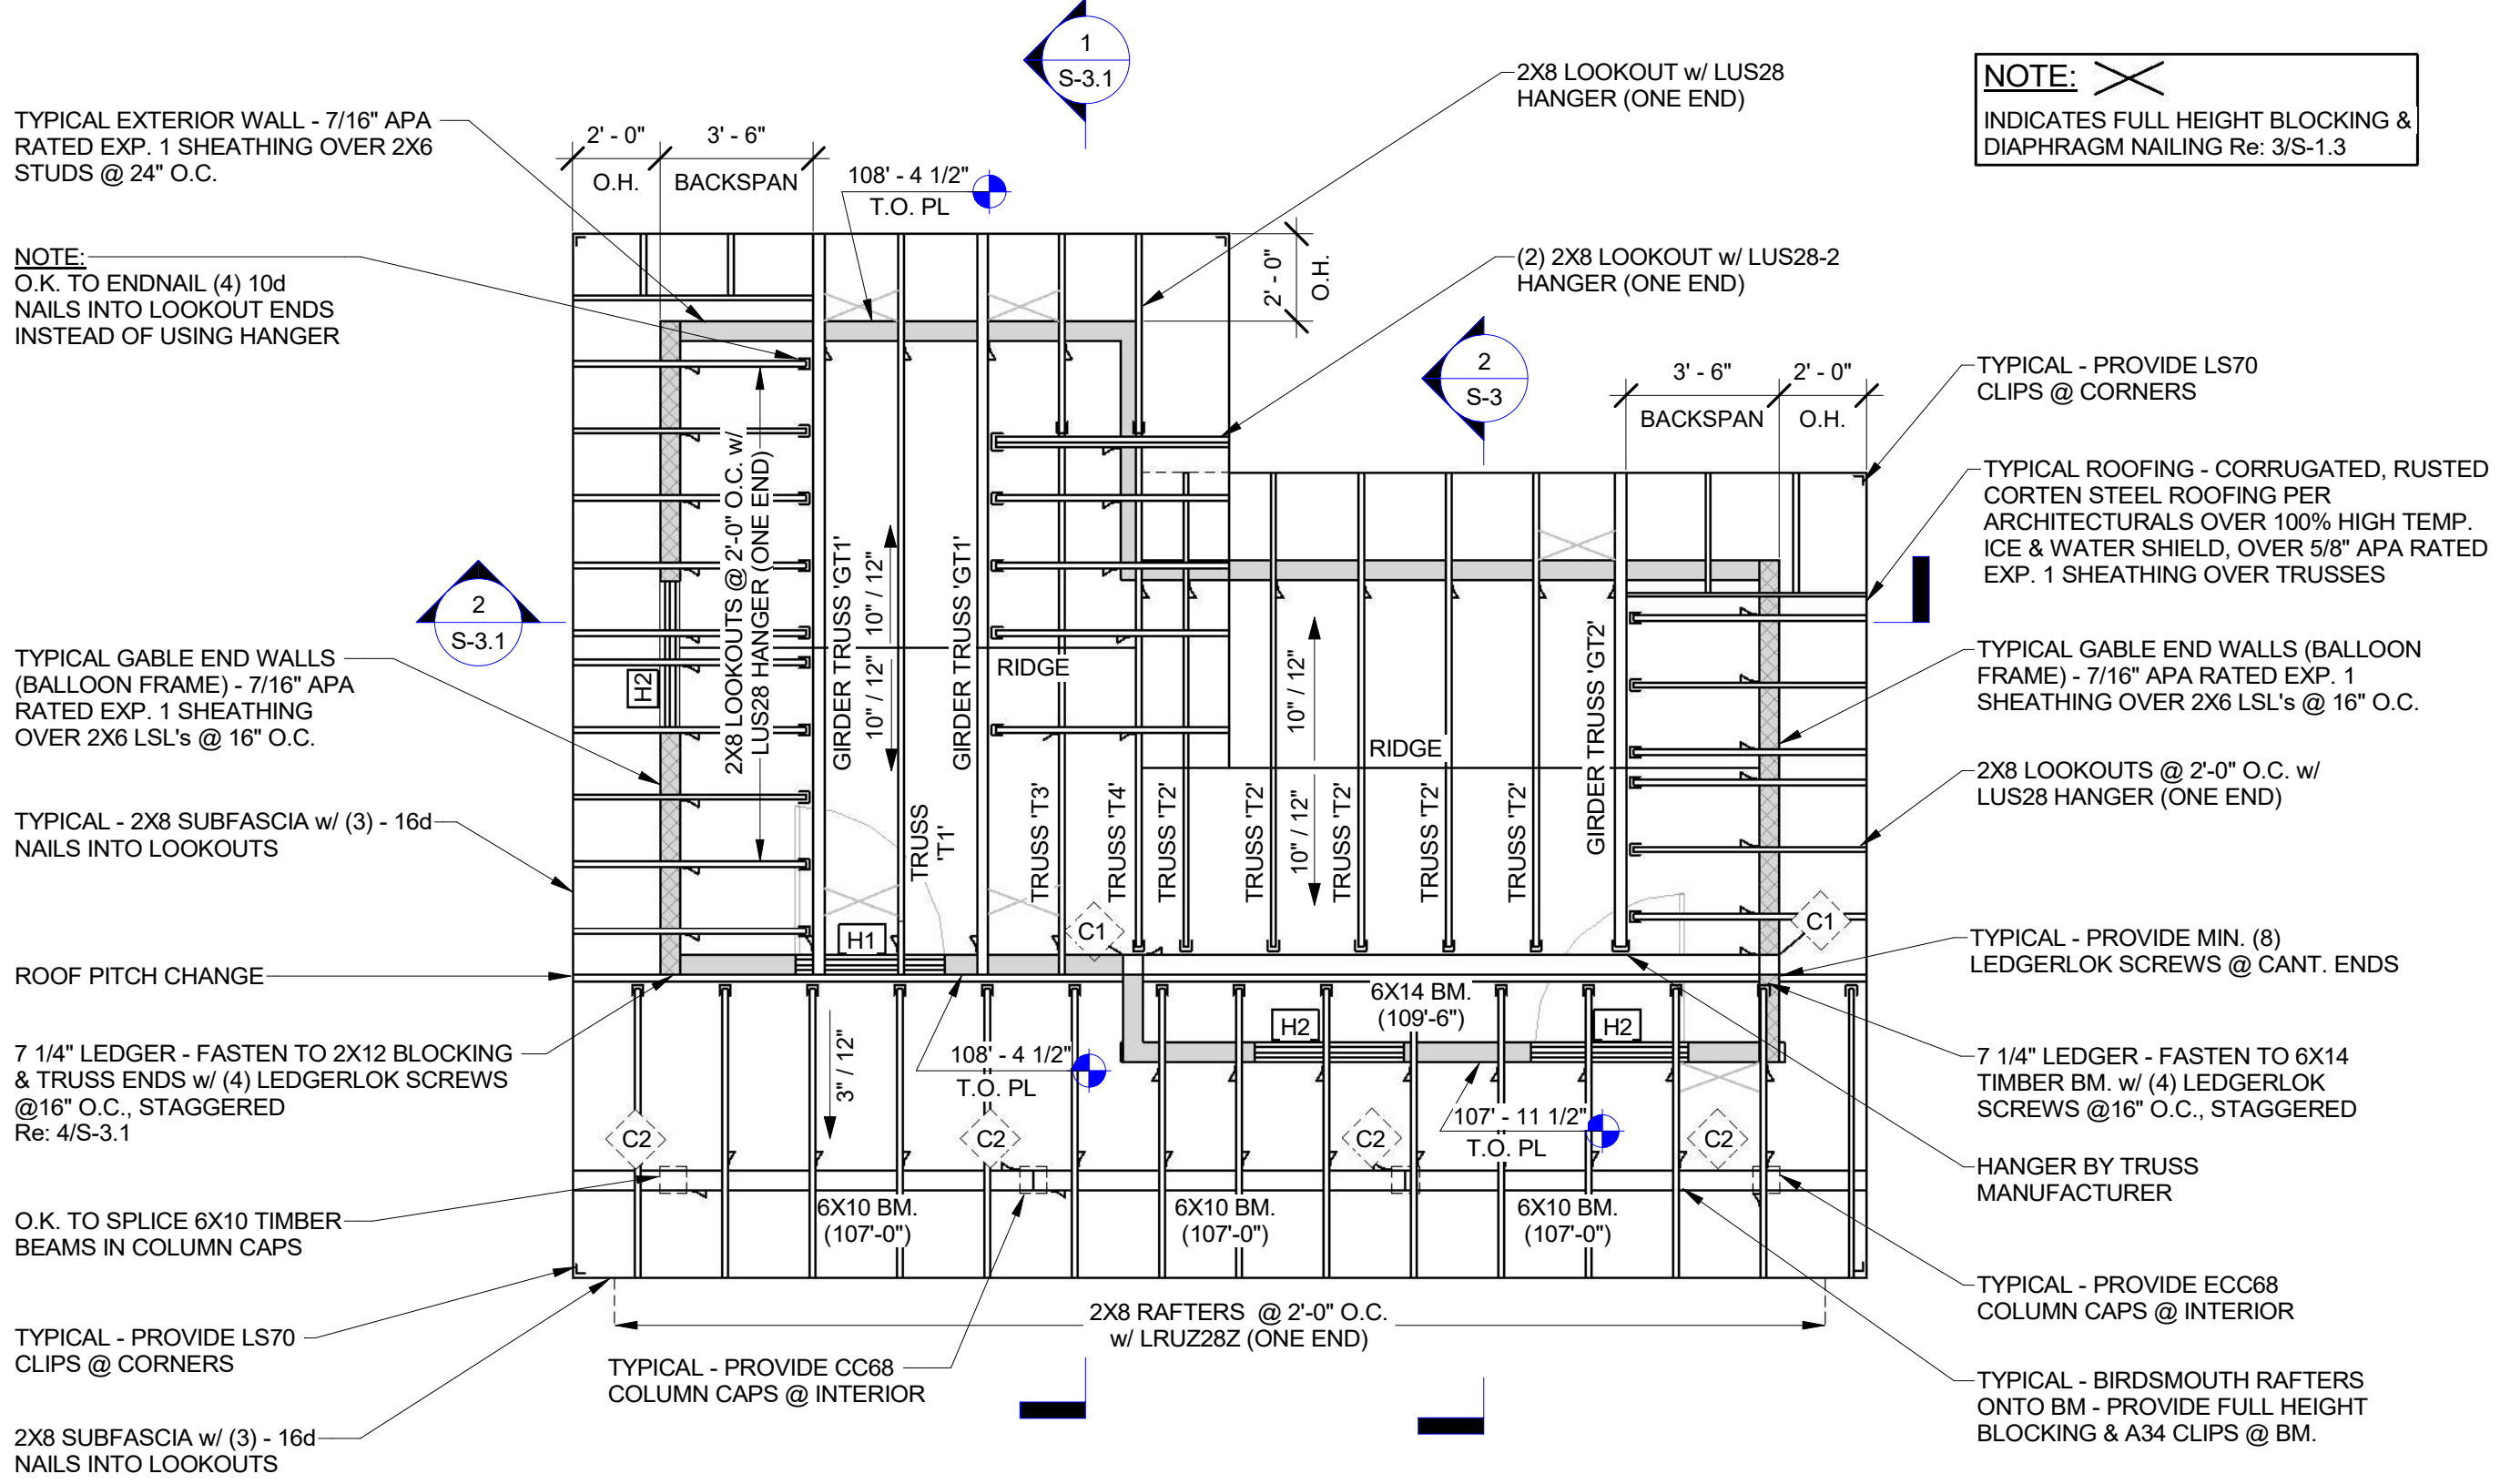 1
S-3.1
2X8 LOOKOUT w/ LUS28
HANGER (ONE END)
NOTE:
INDICATES FULL HEIGHT BLOCKING &
DIAPHRAGM NAILING Re: 3/S-1.3
TYPICAL EXTERIOR WALL - 7/16" APA
RATED EXP. 1 SHEATHING OVER 2X6
STUDS @ 24" O.C.
2' - 0"
O.H.
3' - 6"
BACKSPAN
108' - 4 1/2"
T.O. PL
NOTE:
O.K. TO ENDNAIL (4) 10d
NAILS INTO LOOKOUT ENDS
INSTEAD OF USING HANGER
2' - 0"
O.H.
(2) 2X8 LOOKOUT w/ LUS28-2
HANGER (ONE END)
2
S-3
3' - 6"
BACKSPAN
2' - 0"
O.H.
TYPICAL - PROVIDE LS70
CLIPS @ CORNERS
TYPICAL ROOFING - CORRUGATED, RUSTED
CORTEN STEEL ROOFING PER
ARCHITECTURALS OVER 100% HIGH TEMP.
ICE & WATER SHIELD, OVER 5/8" APA RATED
EXP. 1 SHEATHING OVER TRUSSES
2
S-3.1
2X8 LOOKOUTS @ 2'-0" O.C. w/
LUS28 HANGER (ONE END)
GIRDER TRUSS 'GT1'
10" / 12"
10" / 12"
GIRDER TRUSS 'GT1'
RIDGE
H2
TYPICAL GABLE END WALLS
(BALLOON FRAME) - 7/16" APA
RATED EXP. 1 SHEATHING
OVER 2X6 LSL's @ 16" O.C.
10" / 12"
10" / 12"
RIDGE
GIRDER TRUSS 'GT2'
TYPICAL GABLE END WALLS (BALLOON
FRAME) - 7/16" APA RATED EXP. 1
SHEATHING OVER 2X6 LSL's @ 16" O.C.
2X8 LOOKOUTS @ 2'-0" O.C. w/
LUS28 HANGER (ONE END)
TYPICAL - 2X8 SUBFASCIA w/ (3) - 16d
NAILS INTO LOOKOUTS
TRUSS
'T1'
TRUSS 'T3'
TRUSS 'T4'
TRUSS 'T2'
TRUSS 'T2'
TRUSS 'T2'
TRUSS 'T2'
TRUSS 'T2'
H1
C1
C1
TYPICAL - PROVIDE MIN. (8)
LEDGERLOK SCREWS @ CANT. ENDS
ROOF PITCH CHANGE
6X14 BM.
(109'-6")
H2
H2
7 1/4" LEDGER - FASTEN TO 2X12 BLOCKING
& TRUSS ENDS w/ (4) LEDGERLOK SCREWS
@16" O.C., STAGGERED
Re: 4/S-3.1
3" / 12"
108' - 4 1/2"
T.O. PL
107' - 11 1/2"
T.O. PL
7 1/4" LEDGER - FASTEN TO 6X14
TIMBER BM. w/ (4) LEDGERLOK
SCREWS @16" O.C., STAGGERED
C2
C2
C2
C2
HANGER BY TRUSS
MANUFACTURER
O.K. TO SPLICE 6X10 TIMBER
BEAMS IN COLUMN CAPS
6X10 BM.
(107'-0")
6X10 BM.
(107'-0")
6X10 BM.
(107'-0")
TYPICAL - PROVIDE ECC68
COLUMN CAPS @ INTERIOR
2X8 RAFTERS @ 2'-0" O.C.
w/ LRUZ28Z (ONE END)
TYPICAL - PROVIDE LS70
CLIPS @ CORNERS
TYPICAL - PROVIDE CC68
COLUMN CAPS @ INTERIOR
TYPICAL - BIRDSMOUTH RAFTERS
ONTO BM - PROVIDE FULL HEIGHT
BLOCKING & A34 CLIPS @ BM.
2X8 SUBFASCIA w/ (3) - 16d
NAILS INTO LOOKOUTS